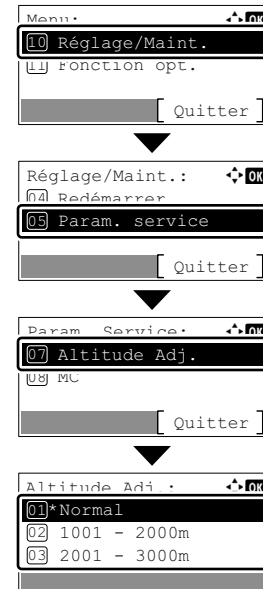 Menu: OK
10 Réglage/Maint.
11 Fonction opt.
[ Quitter ]
Réglage/Maint.: OK
04 Redémarrer
05 Param. service
[ Quitter ]
Param. Service: OK
07 Altitude Adj.
08 MC
[ Quitter ]
Altitude Adj.: OK
01 *Normal
02 1001 - 2000m
03 2001 - 3000m